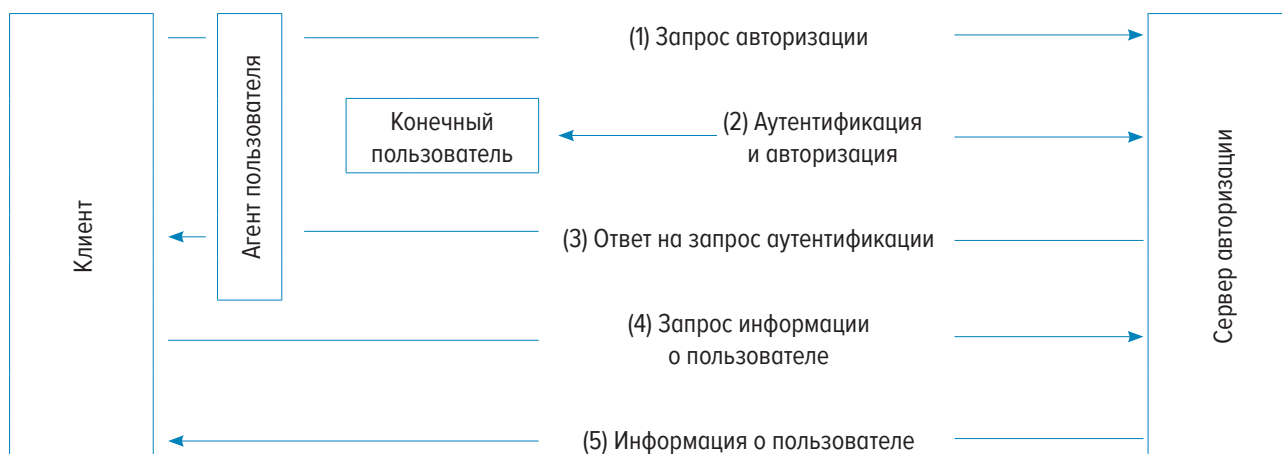 Клиент
Агент пользователя
(1) Запрос авторизации
Конечный
пользователь
(2) Аутентификация
и авторизация
(3) Ответ на запрос аутентификации
(4) Запрос информации
о пользователе
(5) Информация о пользователе
Сервер авторизации